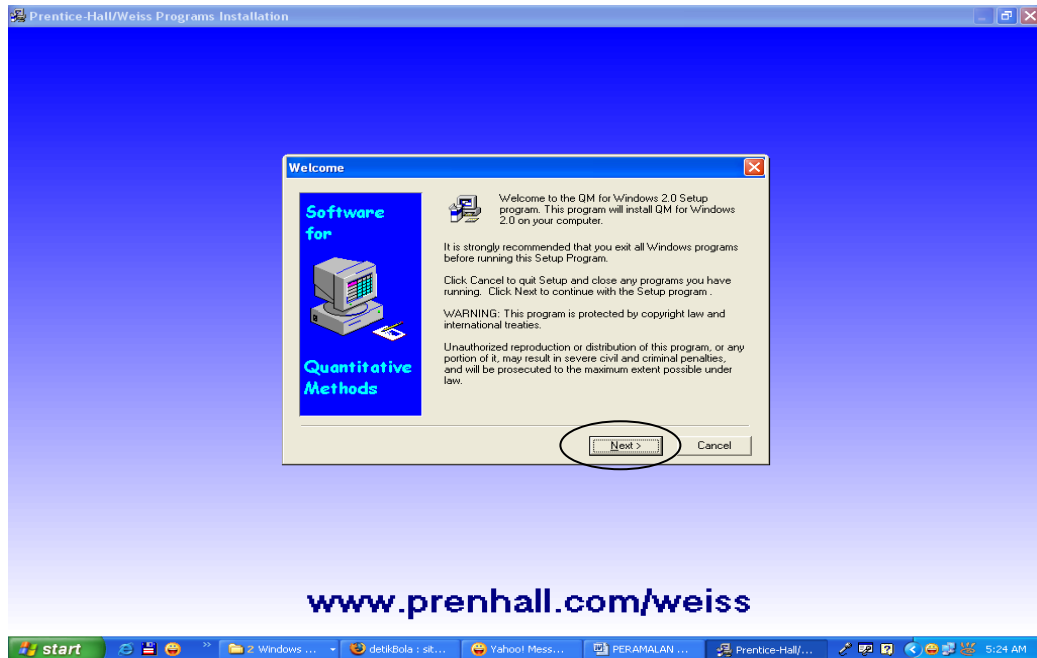 Prentice-Hall/Weiss Programs Installation
Welcome
Software
for
Quantitative
Methods
Welcome to the QM for Windows 2.0 Setup
program. This program will install QM for Windows
2.0 on your computer.
It is strongly recommended that you exit all Windows programs
before running this Setup Program.
Click Cancel to quit Setup and close any programs you have
running. Click Next to continue with the Setup program .
WARNING: This program is protected by copyright law and
international treaties.
Unauthorized reproduction or distribution of this program, or any
portion of it, may result in severe civil and criminal penalties,
and will be prosecuted to the maximum extent possible under
law.
Next >
Cancel
www.prenhall.com/weiss
start
2 Windows ...
detikBola : sit...
Yahoo! Mess...
PERAMALAN ...
Prentice-Hall/...
5:24 AM